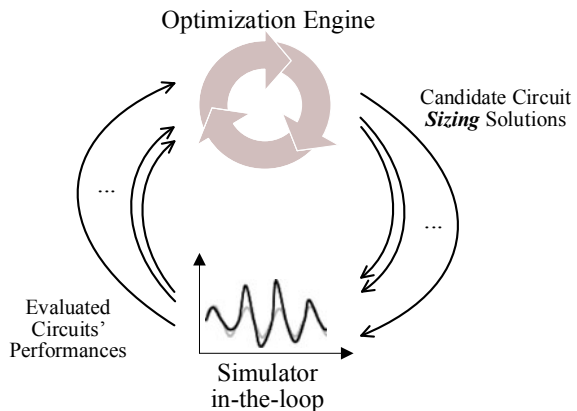 Optimization Engine
Candidate Circuit
Sizing Solutions
...
...
Evaluated
Circuits’
Performances
Simulator
in-the-loop